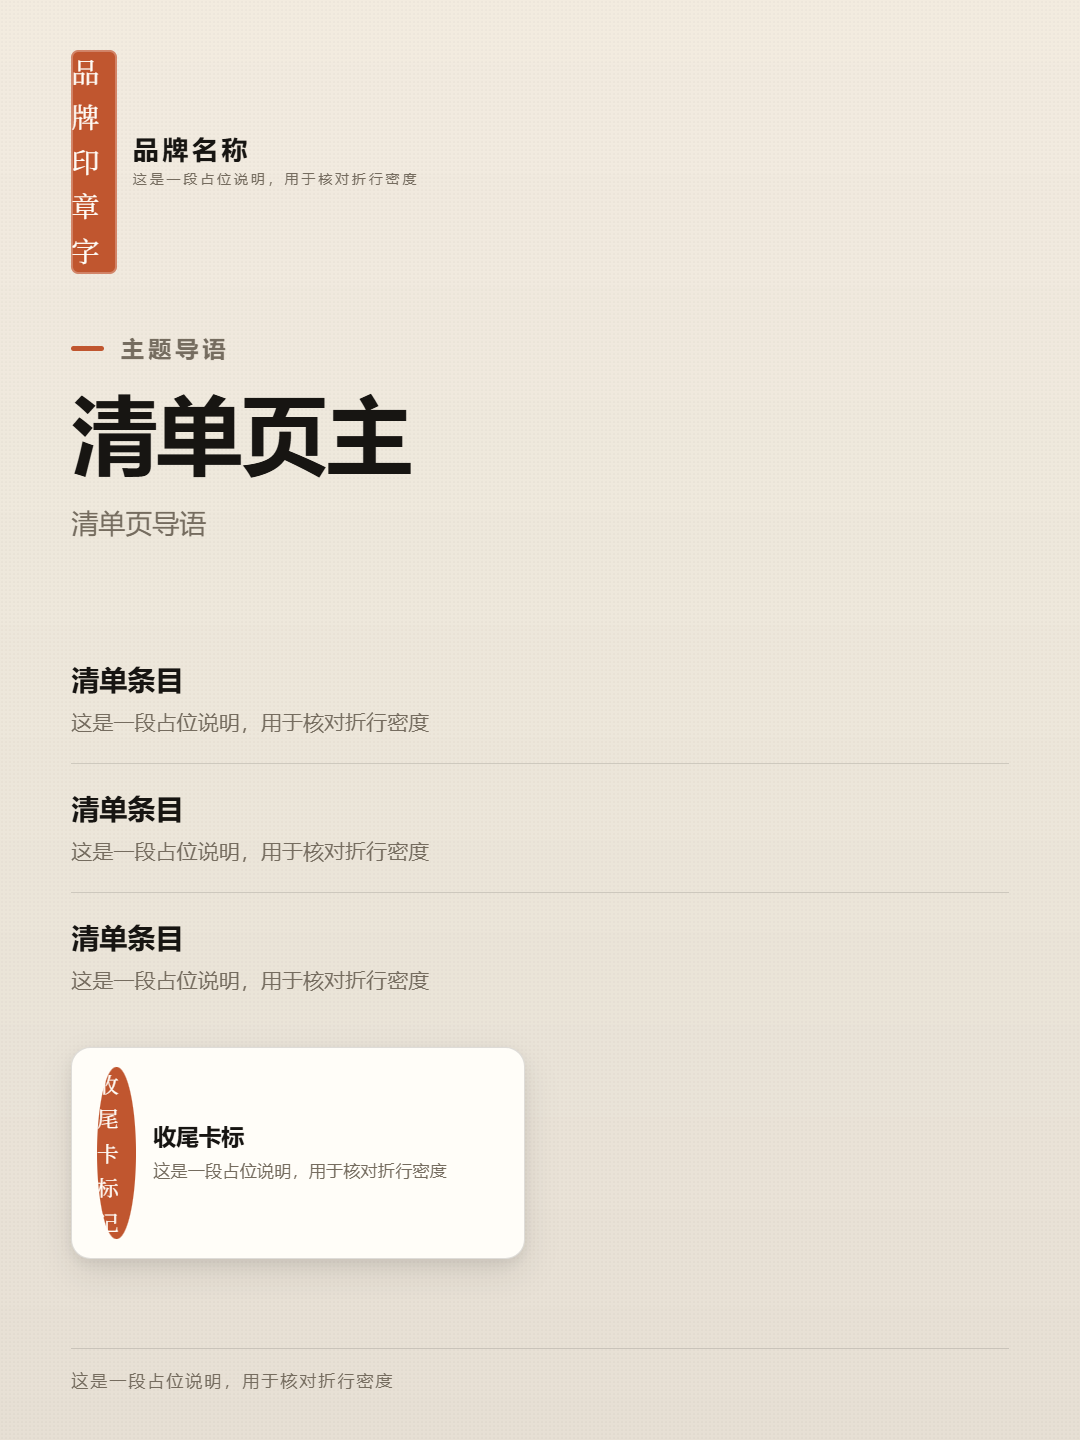 品
牌
印
章
字
品牌名称
这是一段占位说明，用于核对折行密度
主题导语
清单页主
清单页导语
清单条目
这是一段占位说明，用于核对折行密度
清单条目
这是一段占位说明，用于核对折行密度
清单条目
这是一段占位说明，用于核对折行密度
收
尾
卡
标
记
收尾卡标
这是一段占位说明，用于核对折行密度
这是一段占位说明，用于核对折行密度